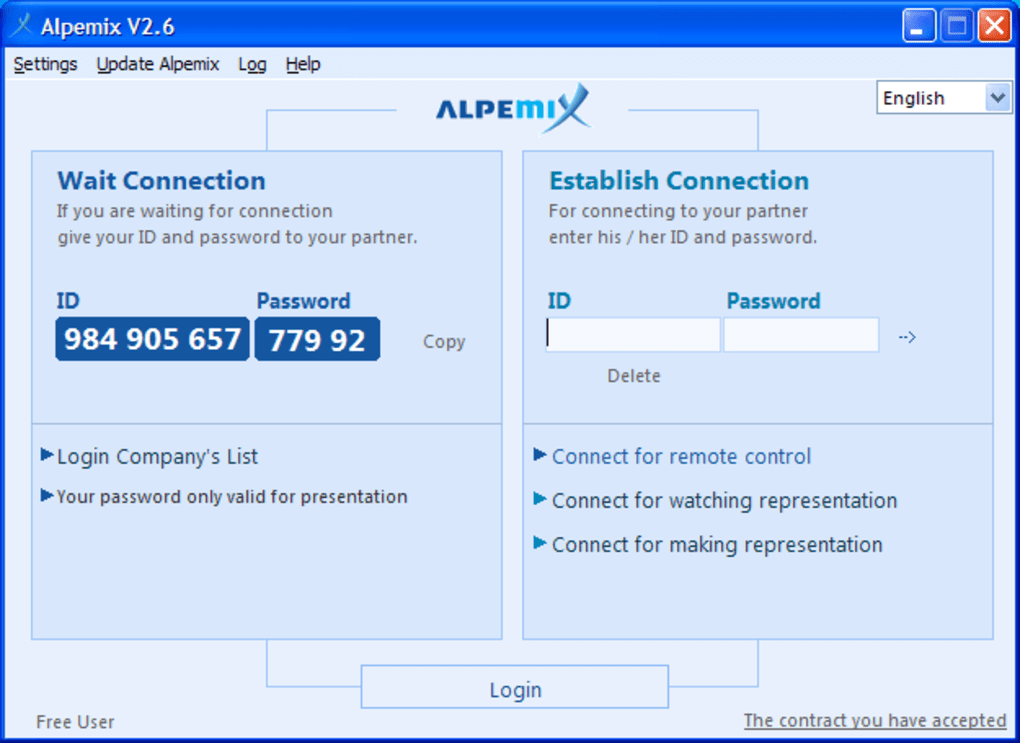 Alpemix V2.6
Settings Update Alpemix Log Help
English
ALPEMIX
Wait Connection
If you are waiting for connection
give your ID and password to your partner.
ID Password
984 905 657 779 92 Copy
Login Company's List
Your password only valid for presentation
Establish Connection
For connecting to your partner
enter his / her ID and password.
ID Password
-->
Delete
Connect for remote control
Connect for watching representation
Connect for making representation
Login
Free User
The contract you have accepted